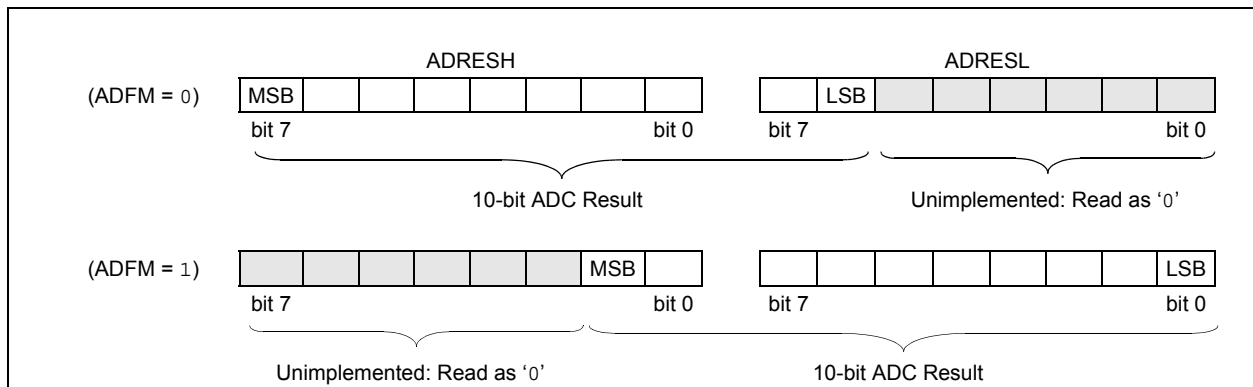 ADRESH ADRESL
(ADFM = 0) MSB LSB
bit 7 bit 0 bit 7 bit 0
10-bit ADC Result Unimplemented: Read as ‘0’
(ADFM = 1) MSB LSB
bit 7 bit 0 bit 7 bit 0
Unimplemented: Read as ‘0’ 10-bit ADC Result